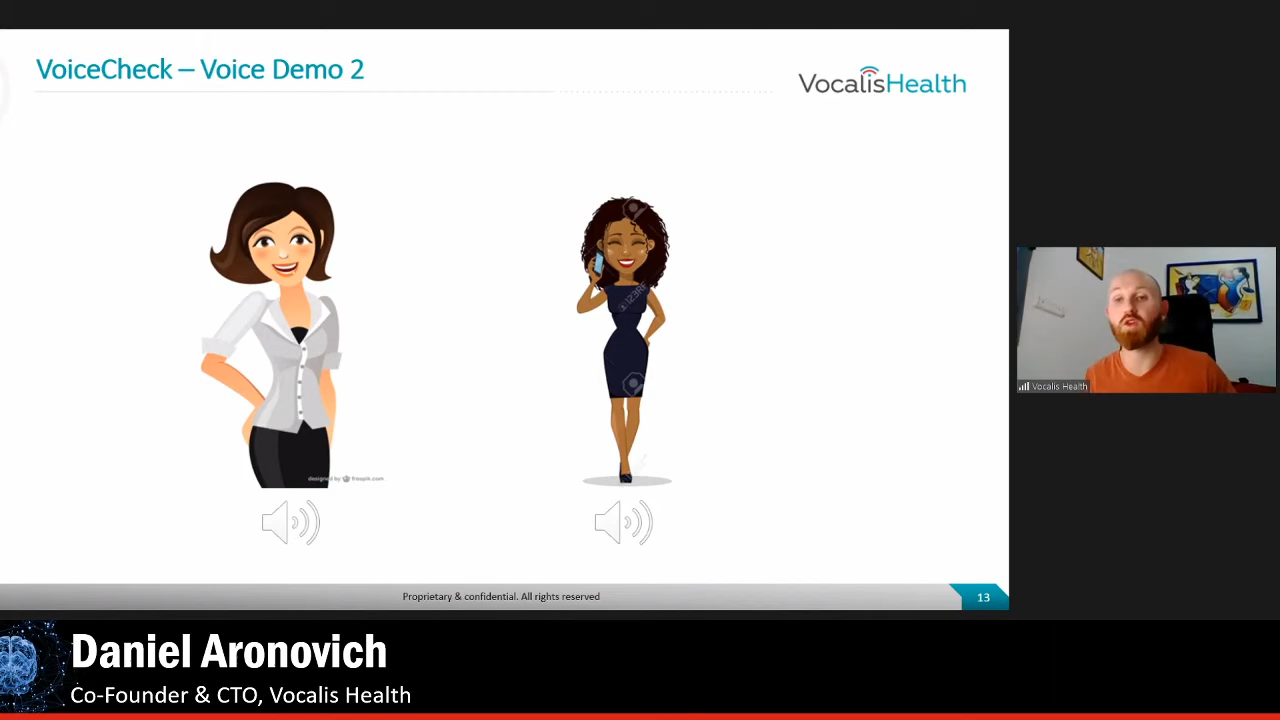 VoiceCheck – Voice Demo 2
VocalisHealth
123RF
designed by freepik.com
Vocalis Health
Proprietary & confidential. All rights reserved
13
Daniel Aronovich
Co-Founder & CTO, Vocalis Health